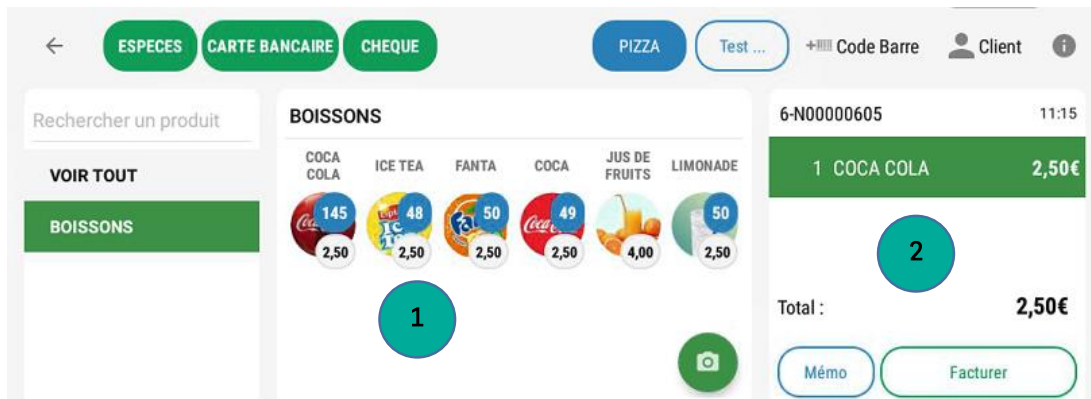 ESPECES CARTE BANCAIRE CHEQUE PIZZA Test ... Code Barre Client
Rechercher un produit
VOIR TOUT
BOISSONS
BOISSONS
COCA COLA
145
2,50
ICE TEA
48
2,50
FANTA
50
2,50
COCA
49
2,50
JUS DE FRUITS
4,00
LIMONADE
50
2,50
1
6-N00000605 11:15
1 COCA COLA 2,50€
2
Total : 2,50€
Mémo Facturer